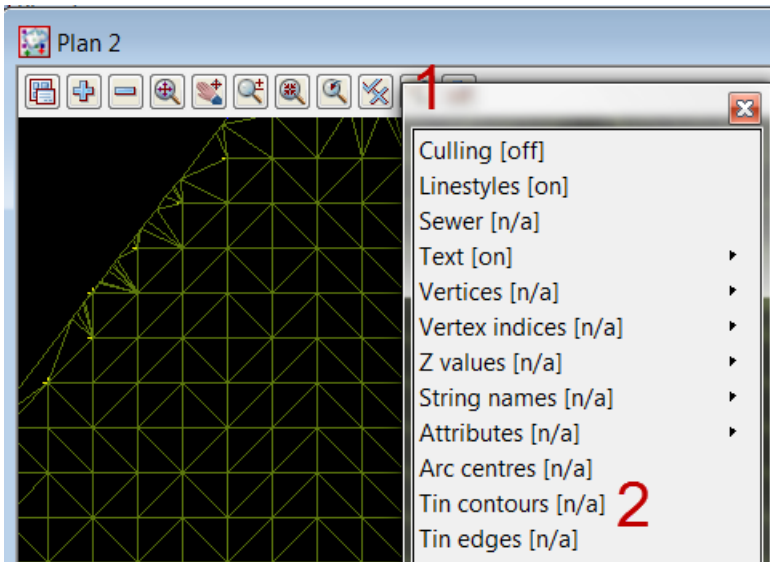 Plan 2
1
Culling [off]
Linestyles [on]
Sewer [n/a]
Text [on]
Vertices [n/a]
Vertex indices [n/a]
Z values [n/a]
String names [n/a]
Attributes [n/a]
Arc centres [n/a]
Tin contours [n/a] 2
Tin edges [n/a]